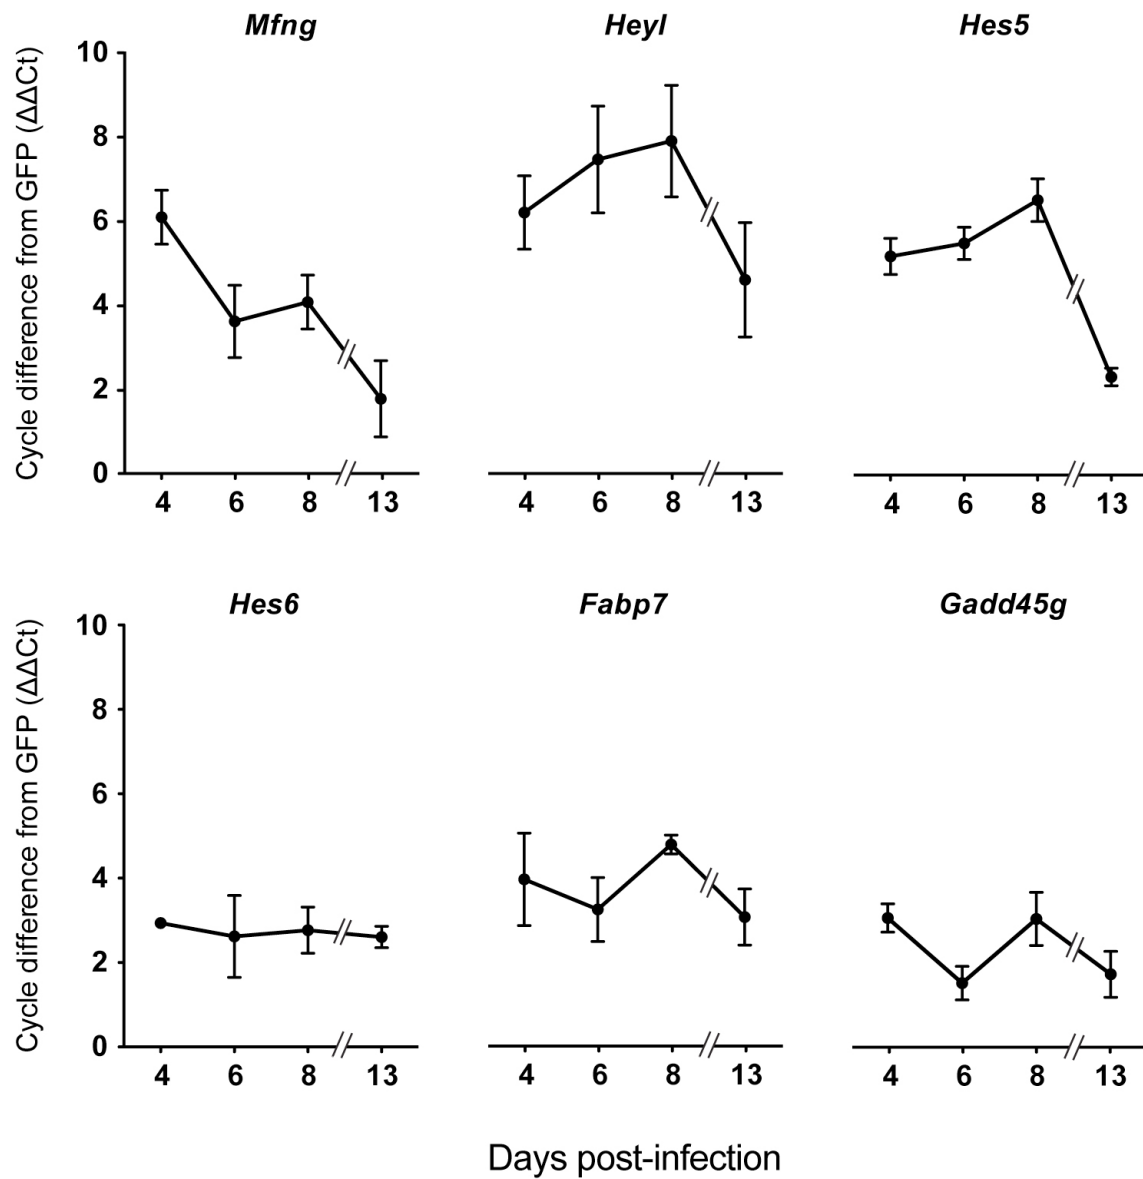 Mfng Heyl Hes5
Cycle difference from GFP (ΔΔCt)
10
8
6
4
2
0
4 6 8 13 4 6 8 13 4 6 8 13
Hes6 Fabp7 Gadd45g
Cycle difference from GFP (ΔΔCt)
10
8
6
4
2
0
4 6 8 13 4 6 8 13 4 6 8 13
Days post-infection